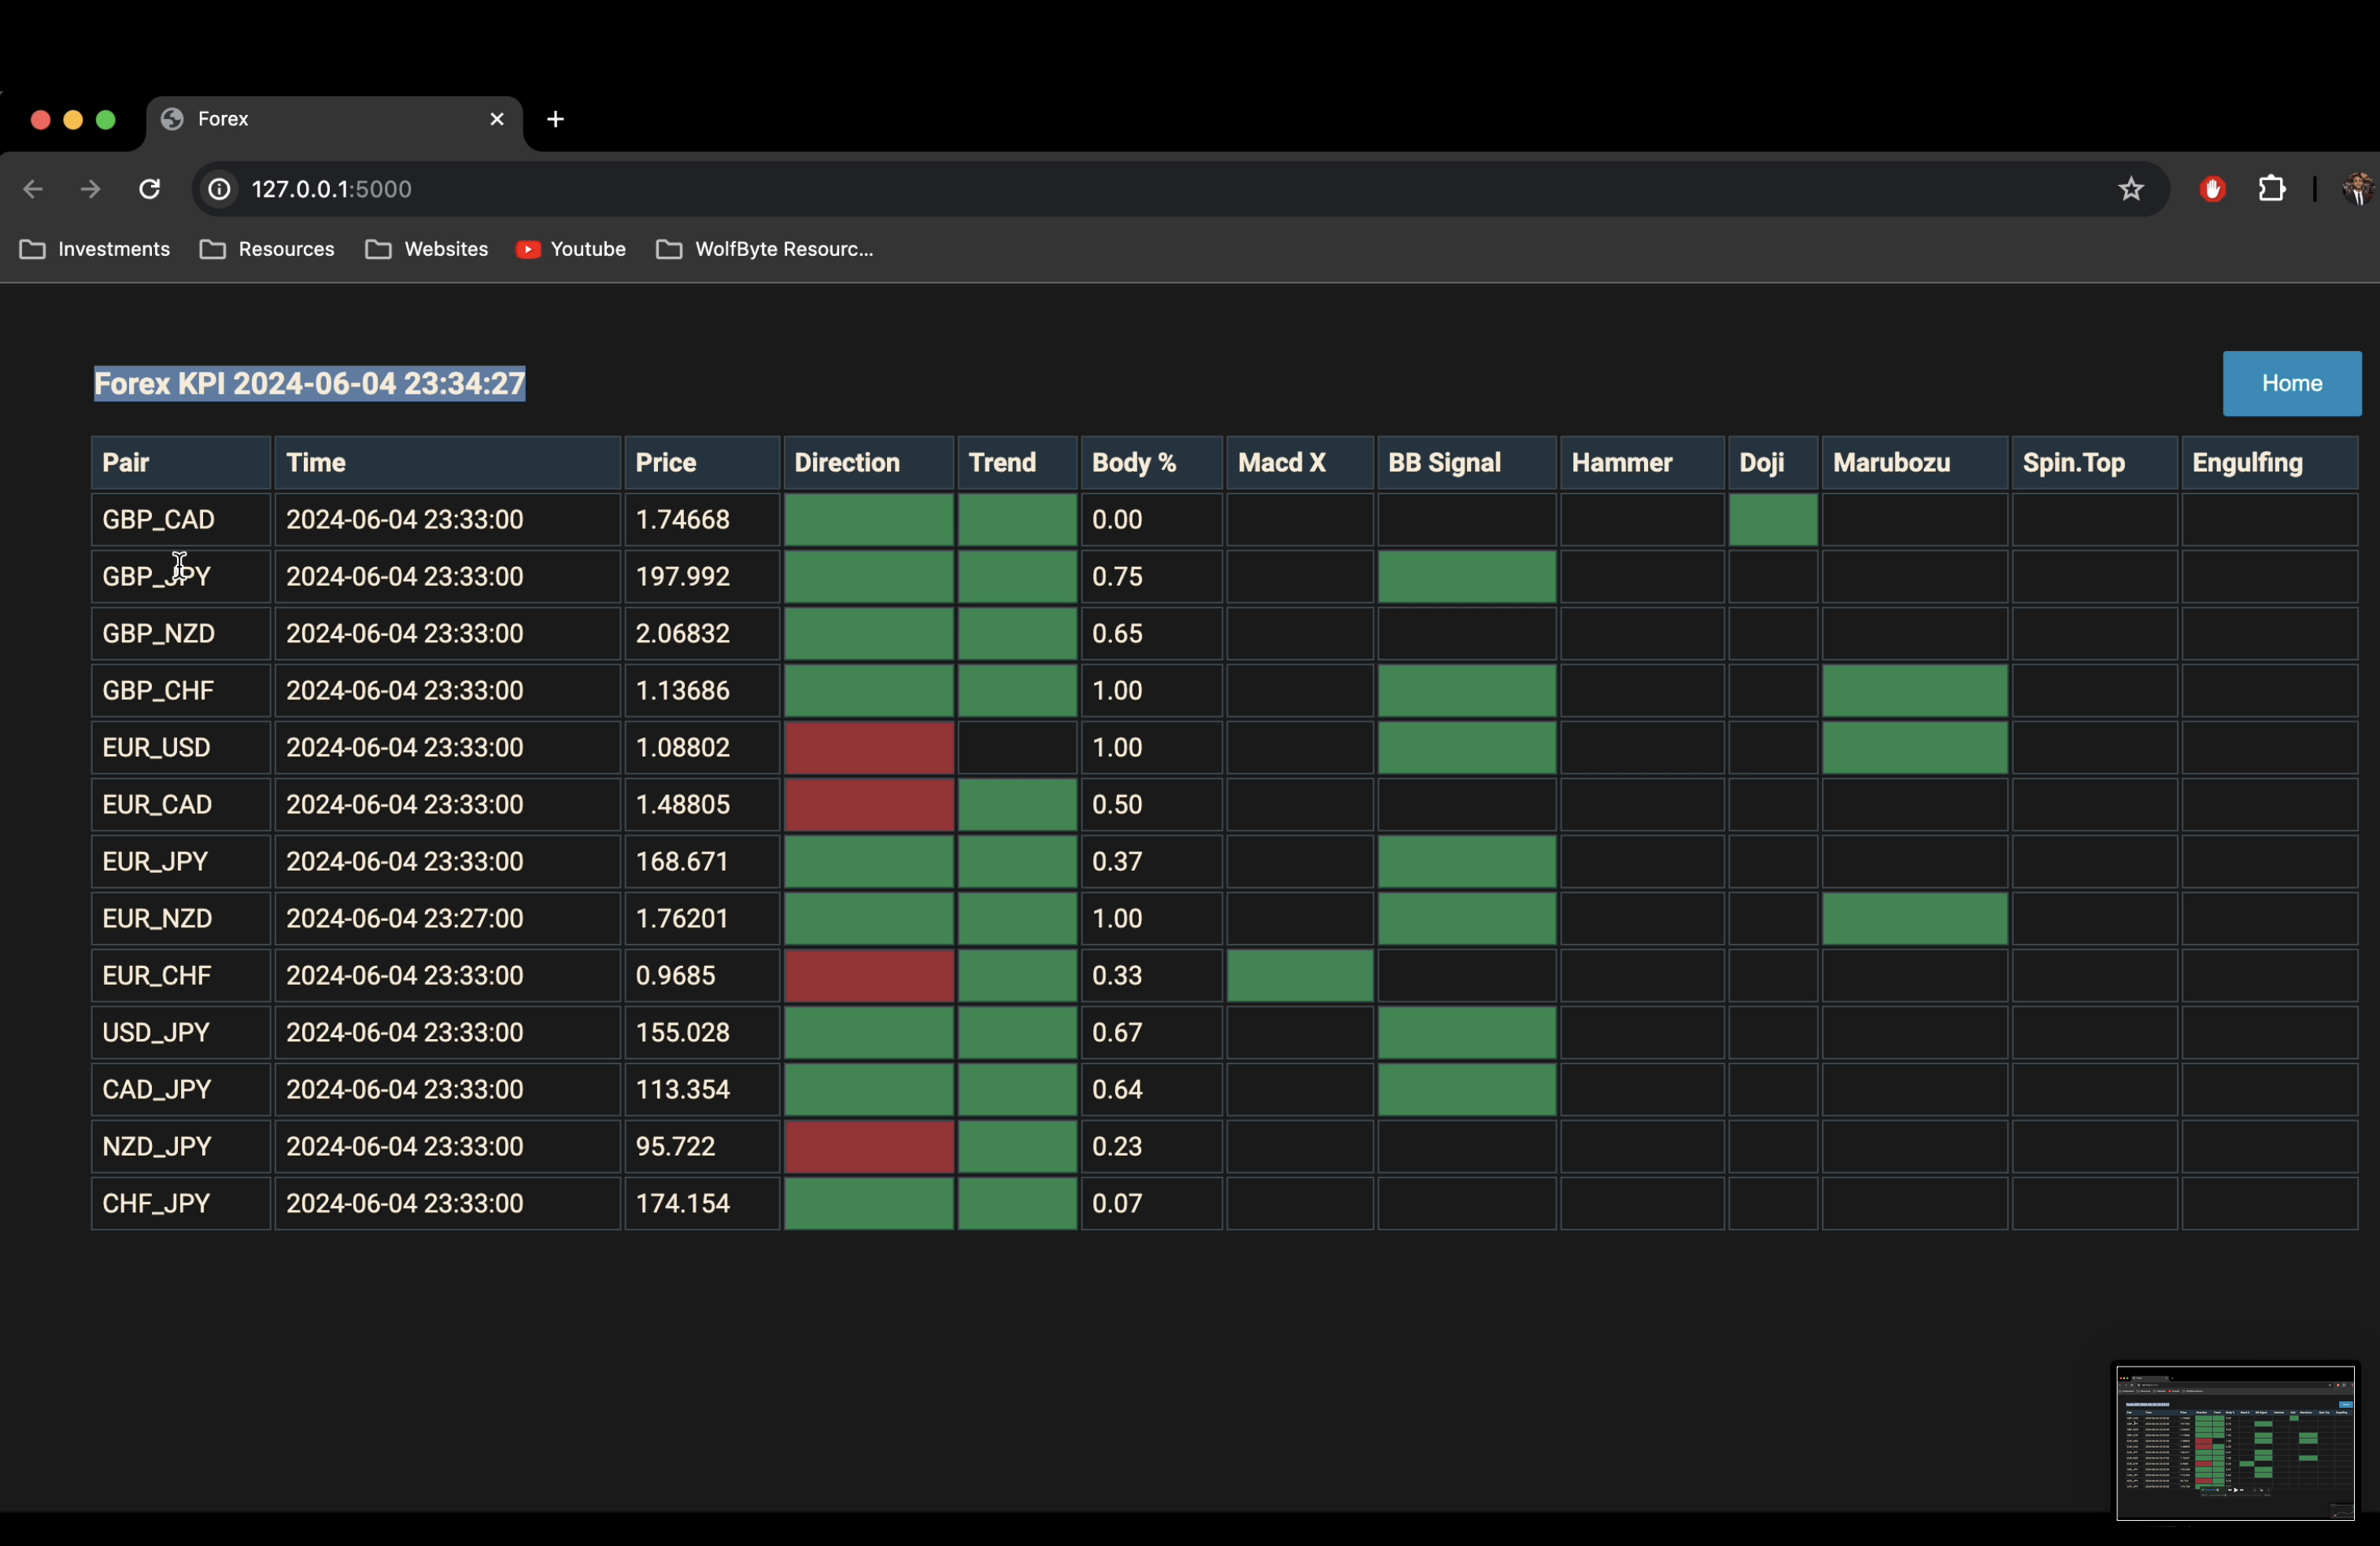 Forex
127.0.0.1:5000
Investments Resources Websites Youtube WolfByte Resourc...
Forex KPI 2024-06-04 23:34:27 Home
Pair Time Price Direction Trend Body % Macd X BB Signal Hammer Doji Marubozu Spin.Top Engulfing
GBP_CAD 2024-06-04 23:33:00 1.74668 0.00
GBP_JPY 2024-06-04 23:33:00 197.992 0.75
GBP_NZD 2024-06-04 23:33:00 2.06832 0.65
GBP_CHF 2024-06-04 23:33:00 1.13686 1.00
EUR_USD 2024-06-04 23:33:00 1.08802 1.00
EUR_CAD 2024-06-04 23:33:00 1.48805 0.50
EUR_JPY 2024-06-04 23:33:00 168.671 0.37
EUR_NZD 2024-06-04 23:27:00 1.76201 1.00
EUR_CHF 2024-06-04 23:33:00 0.9685 0.33
USD_JPY 2024-06-04 23:33:00 155.028 0.67
CAD_JPY 2024-06-04 23:33:00 113.354 0.64
NZD_JPY 2024-06-04 23:33:00 95.722 0.23
CHF_JPY 2024-06-04 23:33:00 174.154 0.07